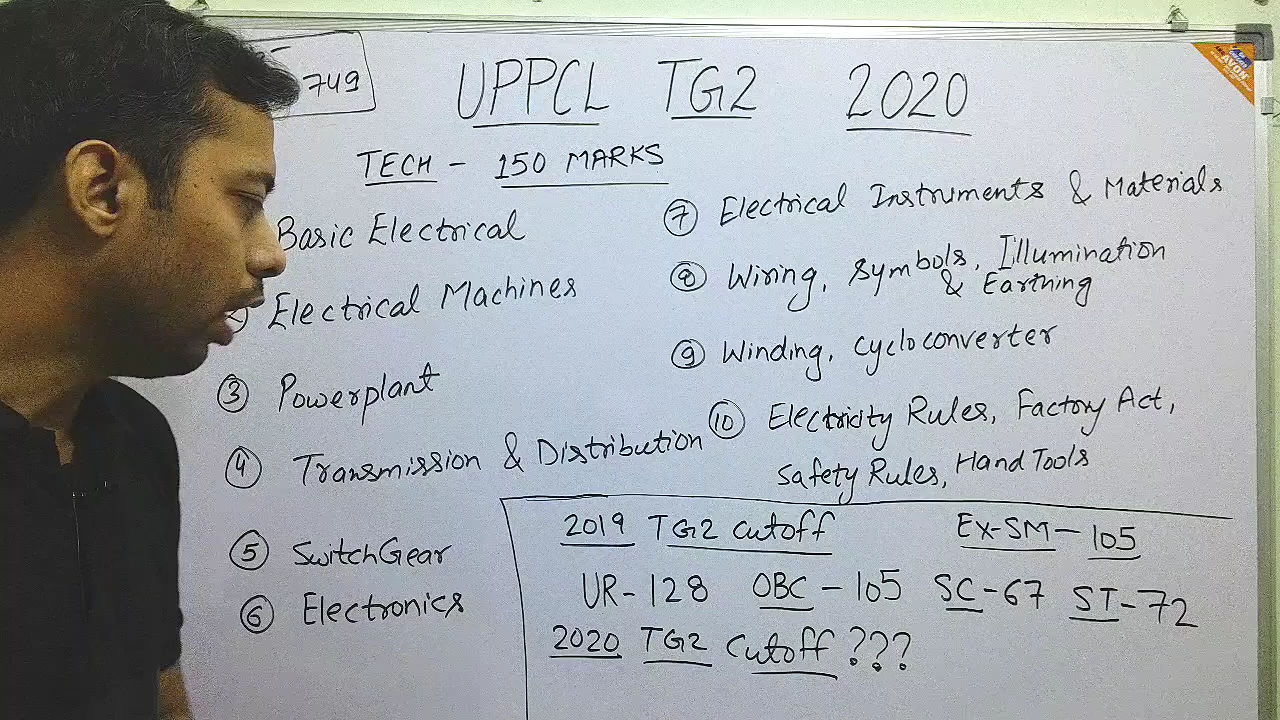 749
UPPCL TG2 2020
TECH - 150 MARKS
Basic Electrical
Electrical Machines
③ Powerplant
④ Transmission & Distribution
⑤ SwitchGear
⑥ Electronics
⑦ Electrical Instruments & Materials
⑧ Wiring, Symbols, Illumination
& Earthing
⑨ Winding, Cycloconverter
⑩ Electricity Rules, Factory Act,
Safety Rules, Hand Tools
2019 TG2 cutoff EX-SM - 105
UR - 128 OBC - 105 SC - 67 ST - 72
2020 TG2 cutoff ???
AVON